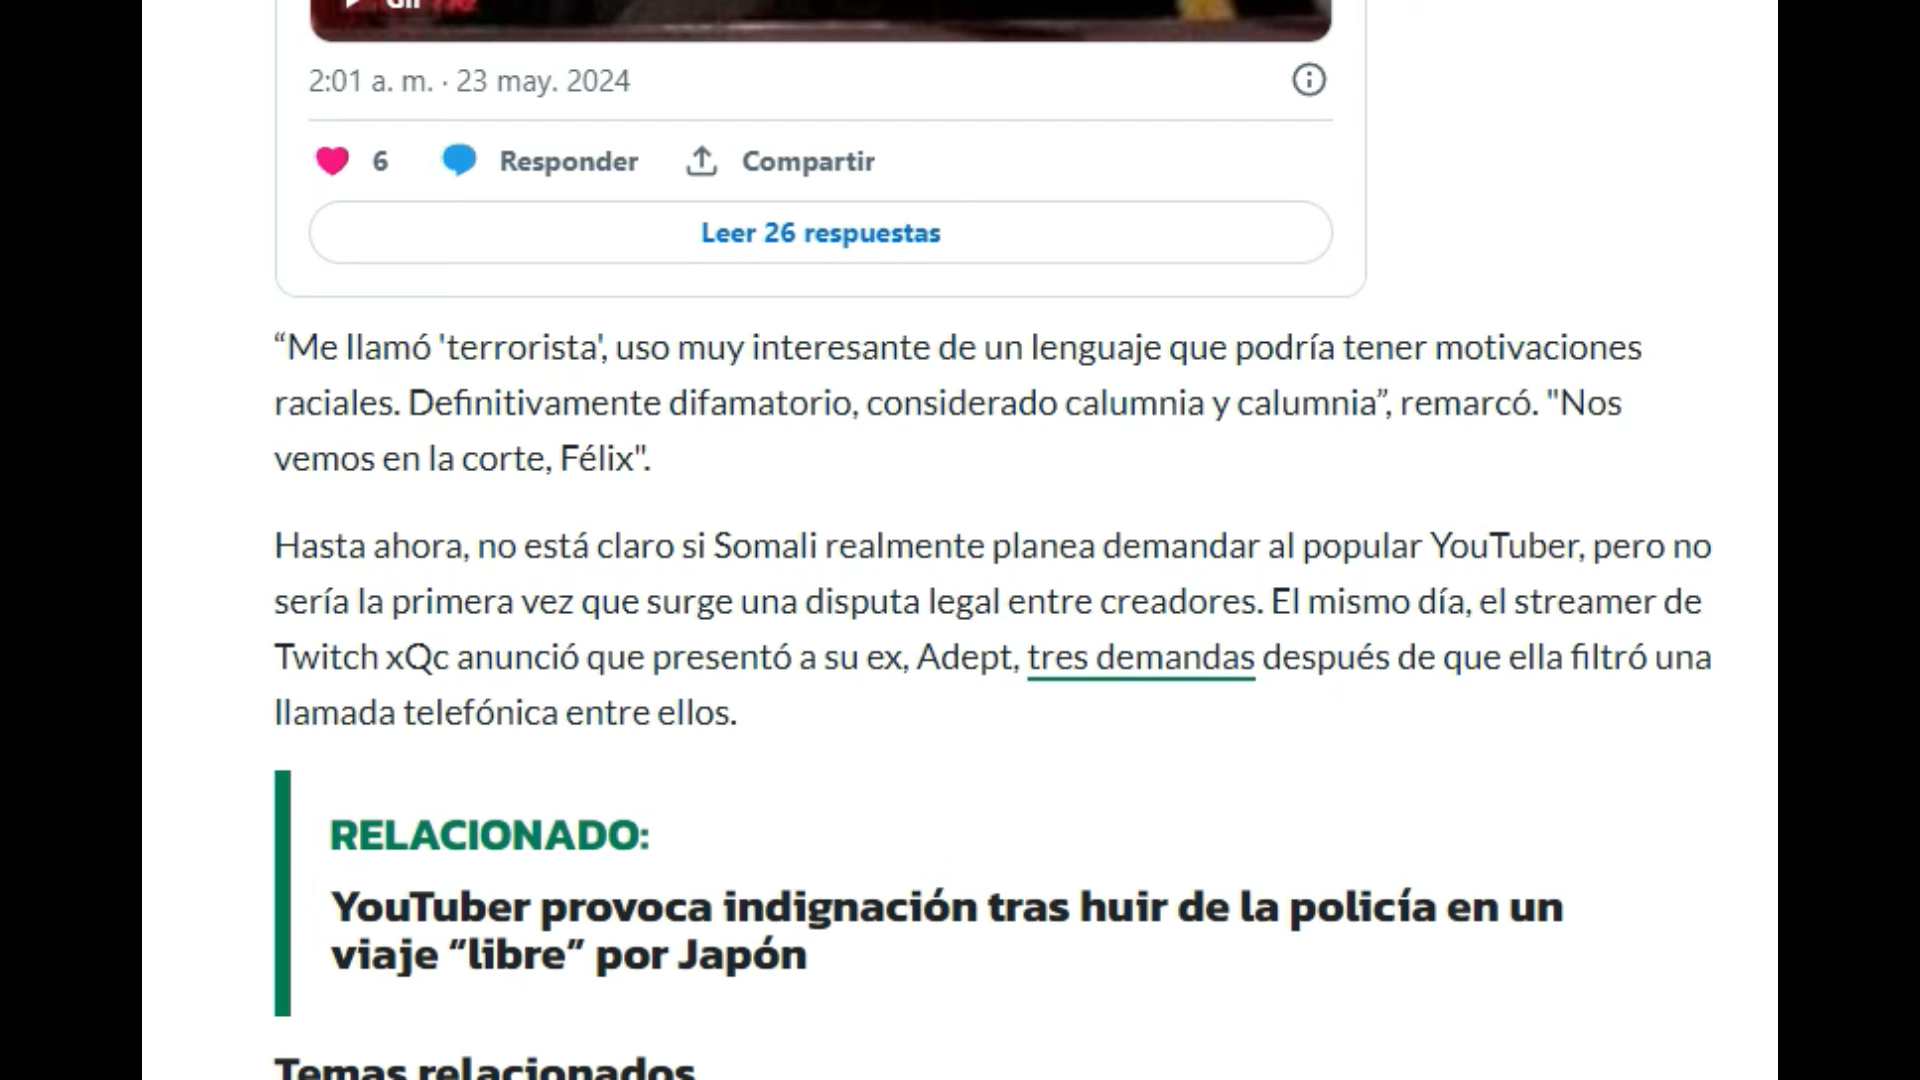 2:01 a. m. · 23 may. 2024
6 Responder Compartir
Leer 26 respuestas
“Me llamó 'terrorista', uso muy interesante de un lenguaje que podría tener motivaciones
raciales. Definitivamente difamatorio, considerado calumnia y calumnia”, remarcó. "Nos
vemos en la corte, Félix".
Hasta ahora, no está claro si Somali realmente planea demandar al popular YouTuber, pero no
sería la primera vez que surge una disputa legal entre creadores. El mismo día, el streamer de
Twitch xQc anunció que presentó a su ex, Adept, tres demandas después de que ella filtró una
llamada telefónica entre ellos.
RELACIONADO:
YouTuber provoca indignación tras huir de la policía en un
viaje “libre” por Japón
Temas relacionados